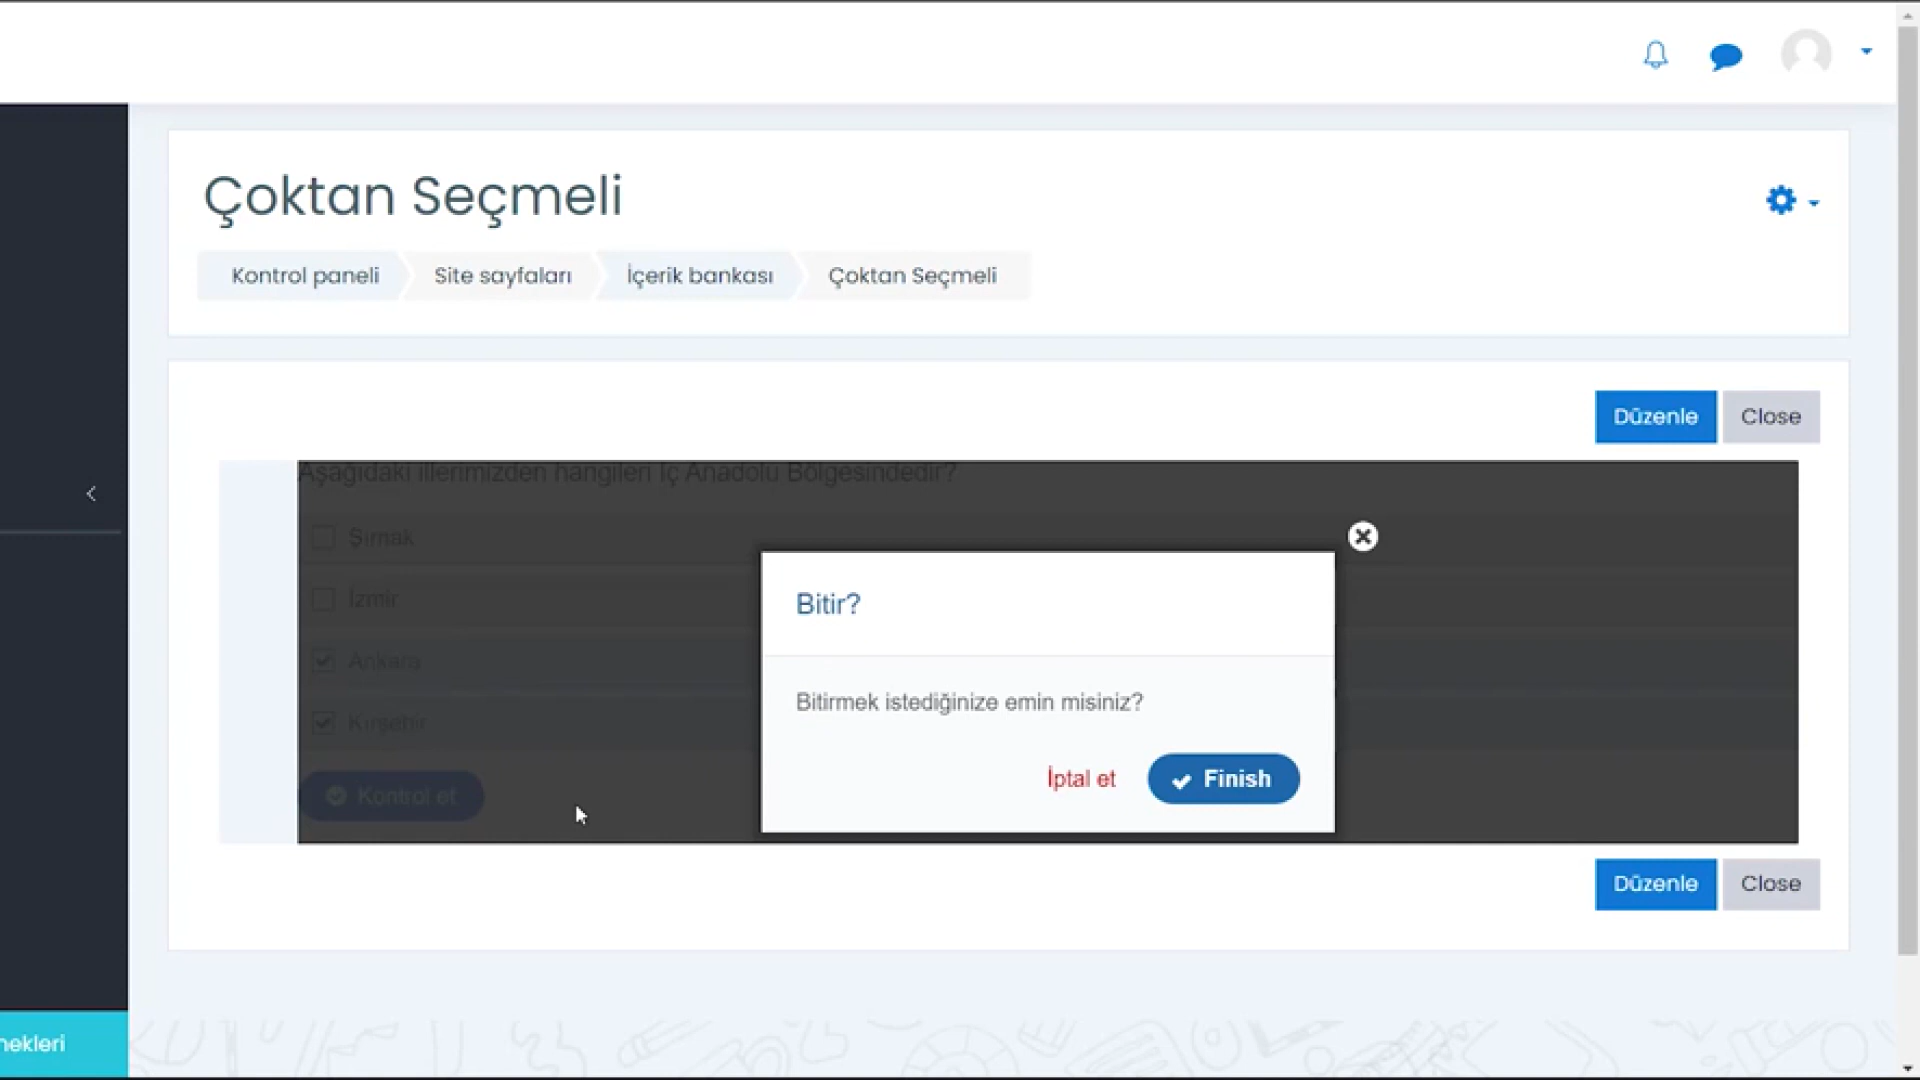 Çoktan Seçmeli
Kontrol paneli
Site sayfaları
İçerik bankası
Çoktan Seçmeli
Düzenle
Close
Aşağıdaki illerimizden hangileri İç Anadolu Bölgesindedir?
Şırnak
İzmir
Ankara
Kırşehir
Kontrol et
Bitir?
Bitirmek istediğinize emin misiniz?
İptal et
Finish
Düzenle
Close
nekleri